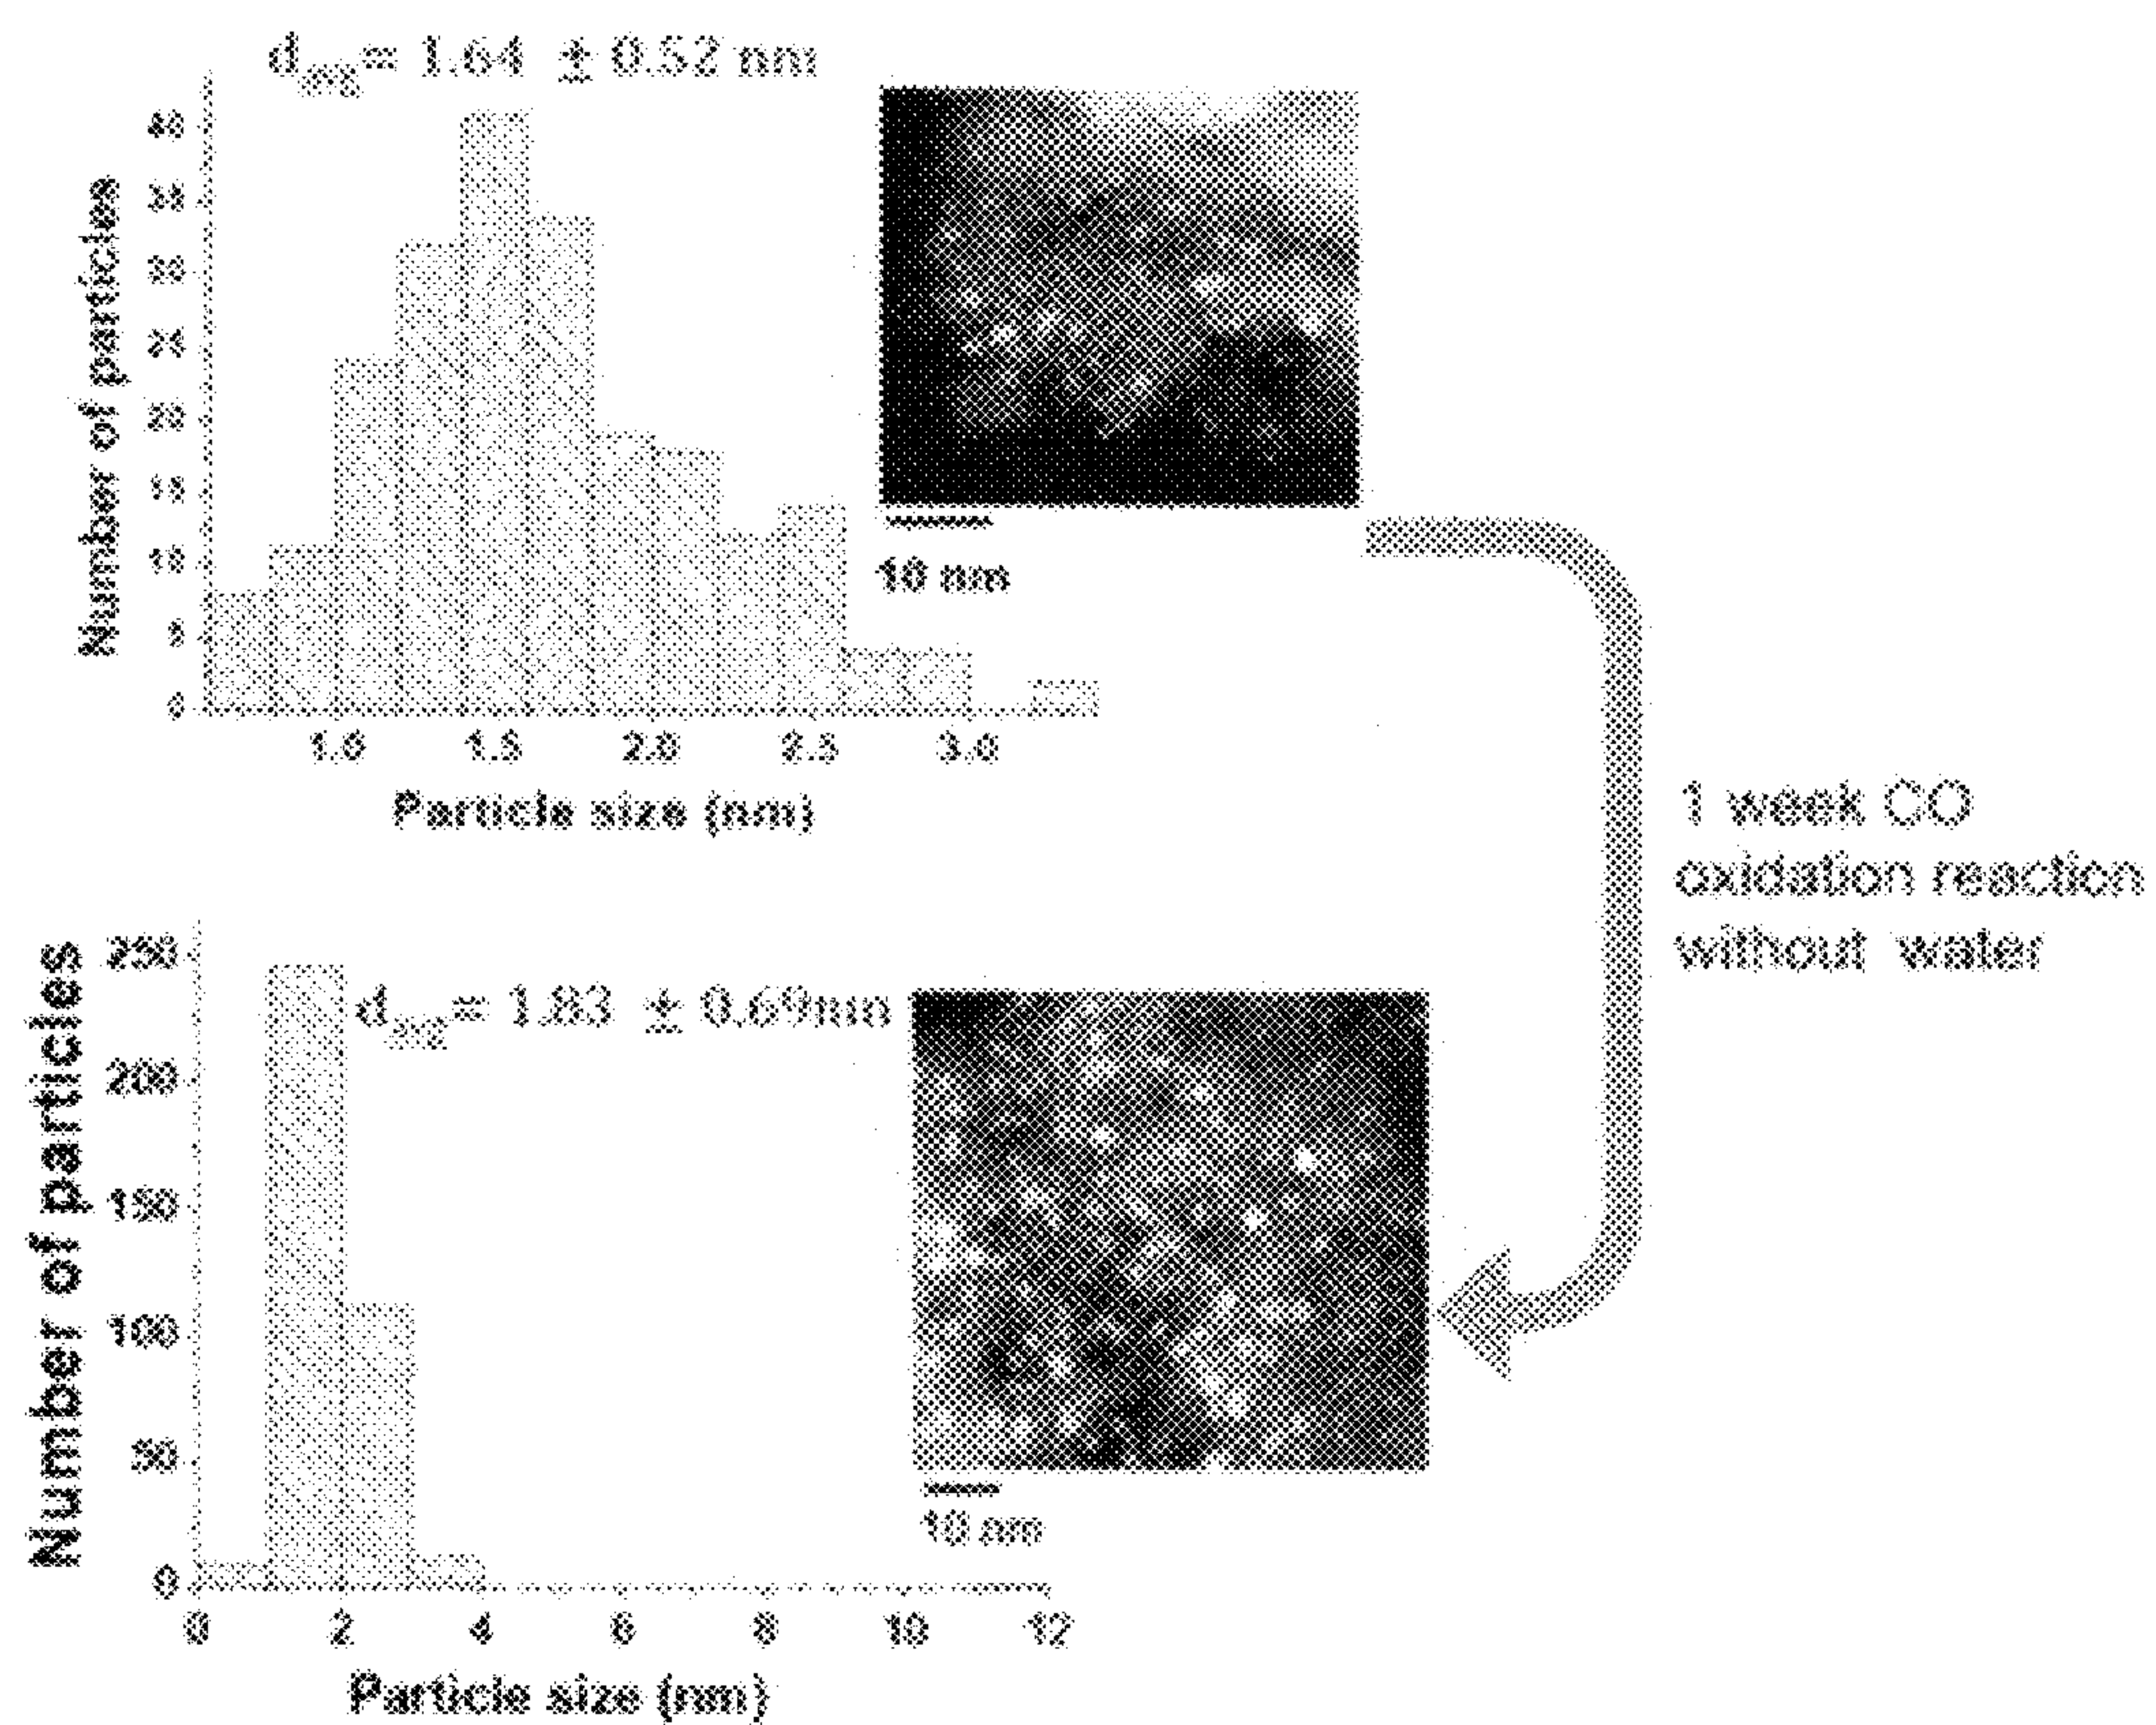 d_avg = 1.64 ± 0.52 nm
Number of particles
40
35
30
25
20
15
10
5
0
1.0 1.5 2.0 2.5 3.0
Particle size (nm)
10 nm
1 week CO
oxidation reaction
without water
d_avg = 1.83 ± 0.69nm
Number of particles
250
200
150
100
50
0
0 2 4 6 8 10 12
Particle size (nm)
10 nm